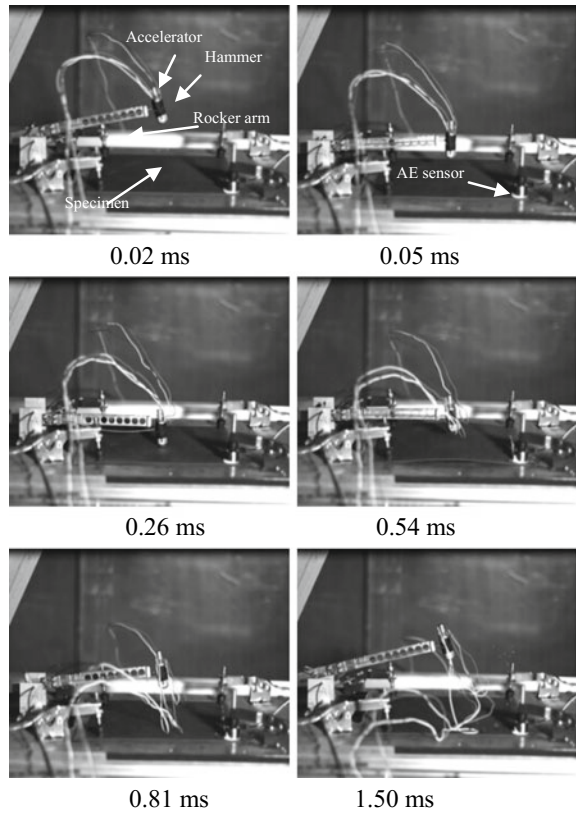 Accelerator
Hammer
Rocker arm
Specimen
AE sensor
0.02 ms
0.05 ms
0.26 ms
0.54 ms
0.81 ms
1.50 ms